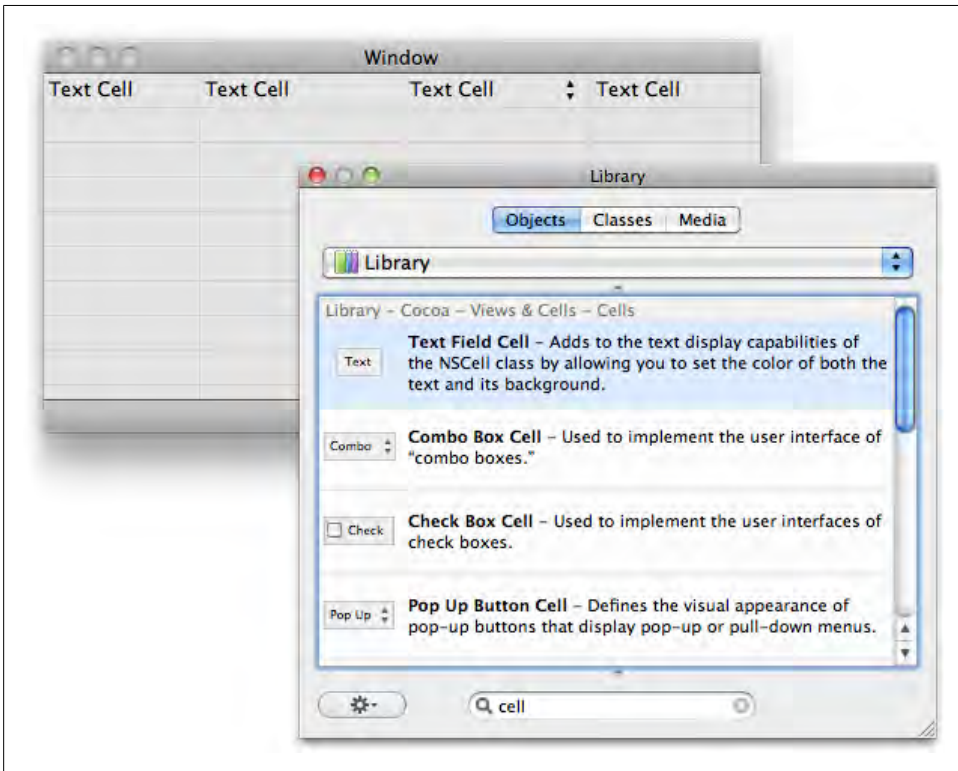 Window
Text Cell Text Cell Text Cell Text Cell
Library
Objects Classes Media
Library
Library – Cocoa – Views & Cells – Cells
Text
Text Field Cell – Adds to the text display capabilities of
the NSCell class by allowing you to set the color of both the
text and its background.
Combo
Combo Box Cell – Used to implement the user interface of
“combo boxes.”
Check
Check Box Cell – Used to implement the user interfaces of
check boxes.
Pop Up
Pop Up Button Cell – Defines the visual appearance of
pop-up buttons that display pop-up or pull-down menus.
cell